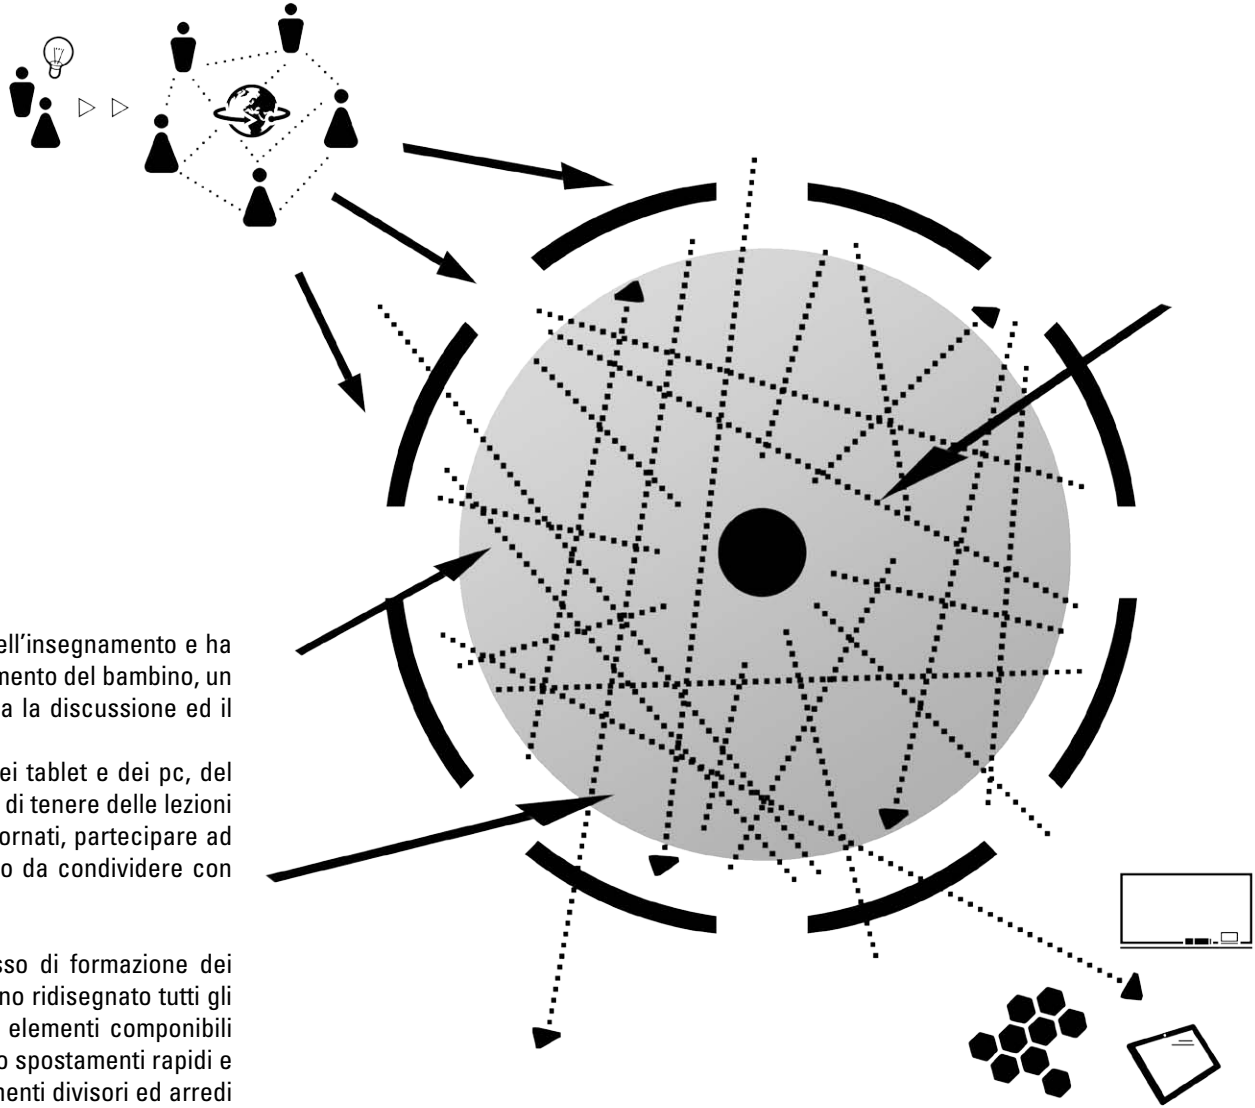 ell'insegnamento e ha
mento del bambino, un
a la discussione ed il
ei tablet e dei pc, del
di tenere delle lezioni
ornati, partecipare ad
o da condividere con
sso di formazione dei
no ridisegnato tutti gli
elementi componibili
o spostamenti rapidi e
menti divisori ed arredi